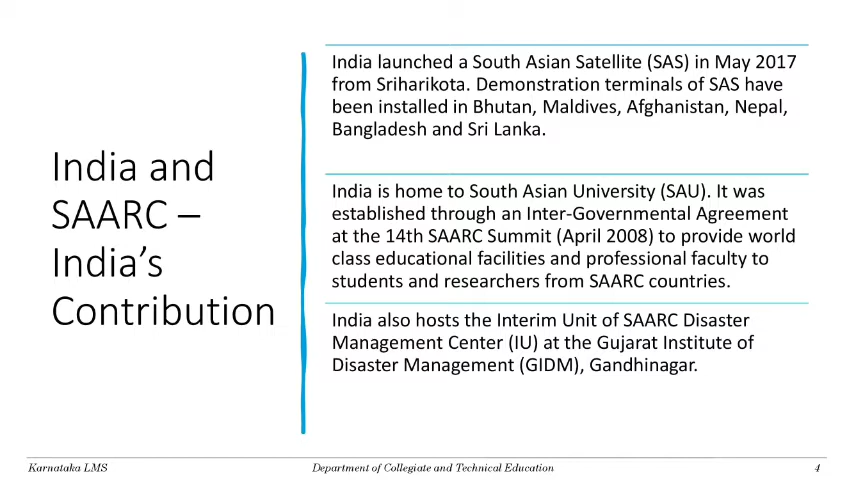 India and
SAARC –
India's
Contribution
India launched a South Asian Satellite (SAS) in May 2017
from Sriharikota. Demonstration terminals of SAS have
been installed in Bhutan, Maldives, Afghanistan, Nepal,
Bangladesh and Sri Lanka.
India is home to South Asian University (SAU). It was
established through an Inter-Governmental Agreement
at the 14th SAARC Summit (April 2008) to provide world
class educational facilities and professional faculty to
students and researchers from SAARC countries.
India also hosts the Interim Unit of SAARC Disaster
Management Center (IU) at the Gujarat Institute of
Disaster Management (GIDM), Gandhinagar.
Karnataka LMS
Department of Collegiate and Technical Education
4